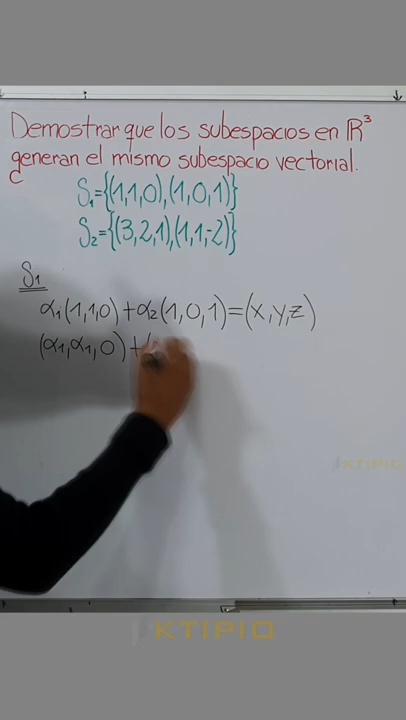 Demostrar que los subespacios en ℝ³
generan el mismo subespacio vectorial.
S₁={(1,1,0),(1,0,1)}
S₂={(3,2,1),(1,1,-2)}
S₁
α₁(1,1,0)+α₂(1,0,1)=(x,y,z)
(α₁,α₁,0)+(
KTIPIO
KTIPIO